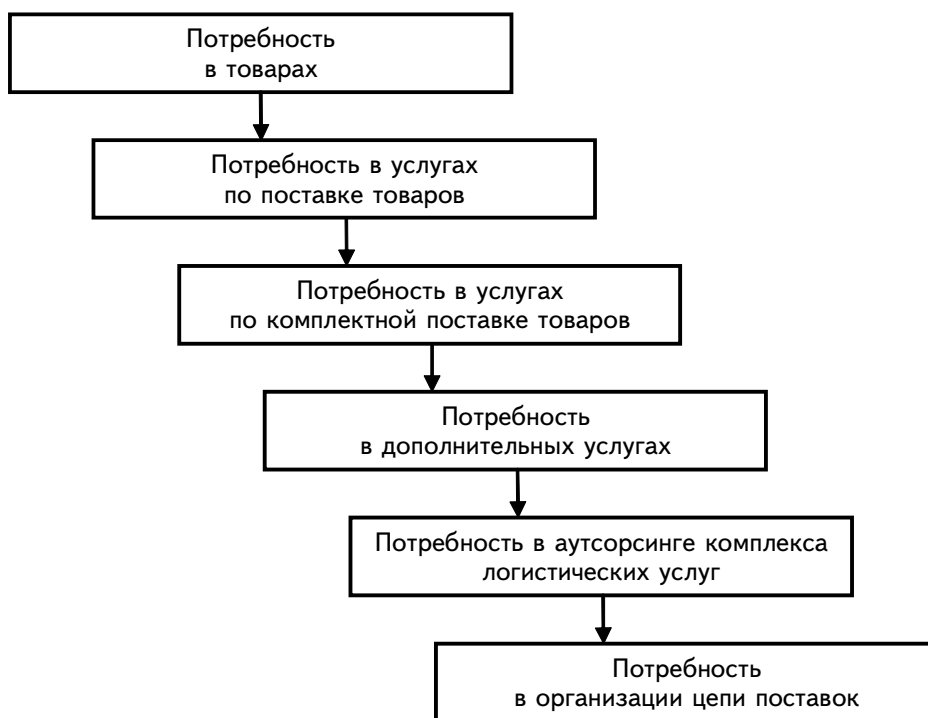 Потребность
в товарах
Потребность в услугах
по поставке товаров
Потребность в услугах
по комплектной поставке товаров
Потребность
в дополнительных услугах
Потребность в аутсорсинге комплекса
логистических услуг
Потребность
в организации цепи поставок